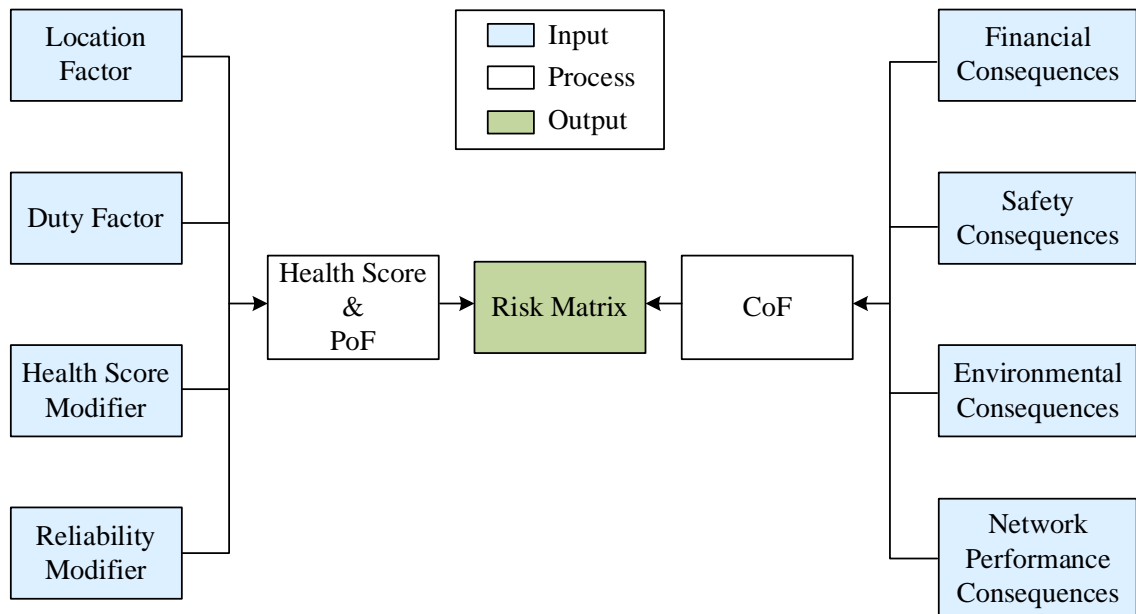 Location
Factor
Duty Factor
Health Score
Modifier
Reliability
Modifier
Input
Process
Output
Health Score
&
PoF
Risk Matrix
CoF
Financial
Consequences
Safety
Consequences
Environmental
Consequences
Network
Performance
Consequences